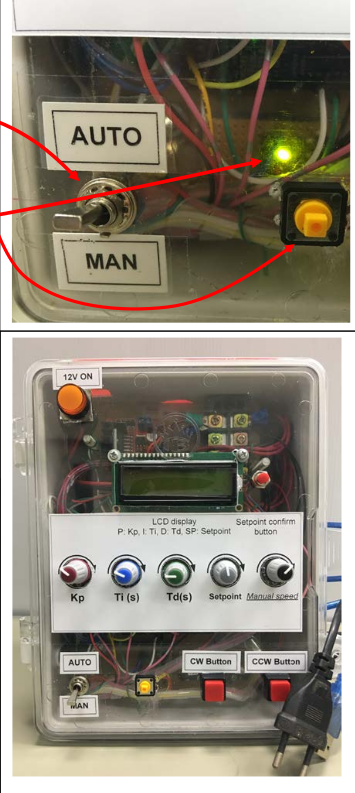 AUTO
MAN
12V ON
LCD display
P: Kp, I: Ti, D: Td, SP: Setpoint
Setpoint confirm
button
Kp
Ti (s)
Td(s)
Setpoint
Manual speed
AUTO
MAN
CW Button
CCW Button